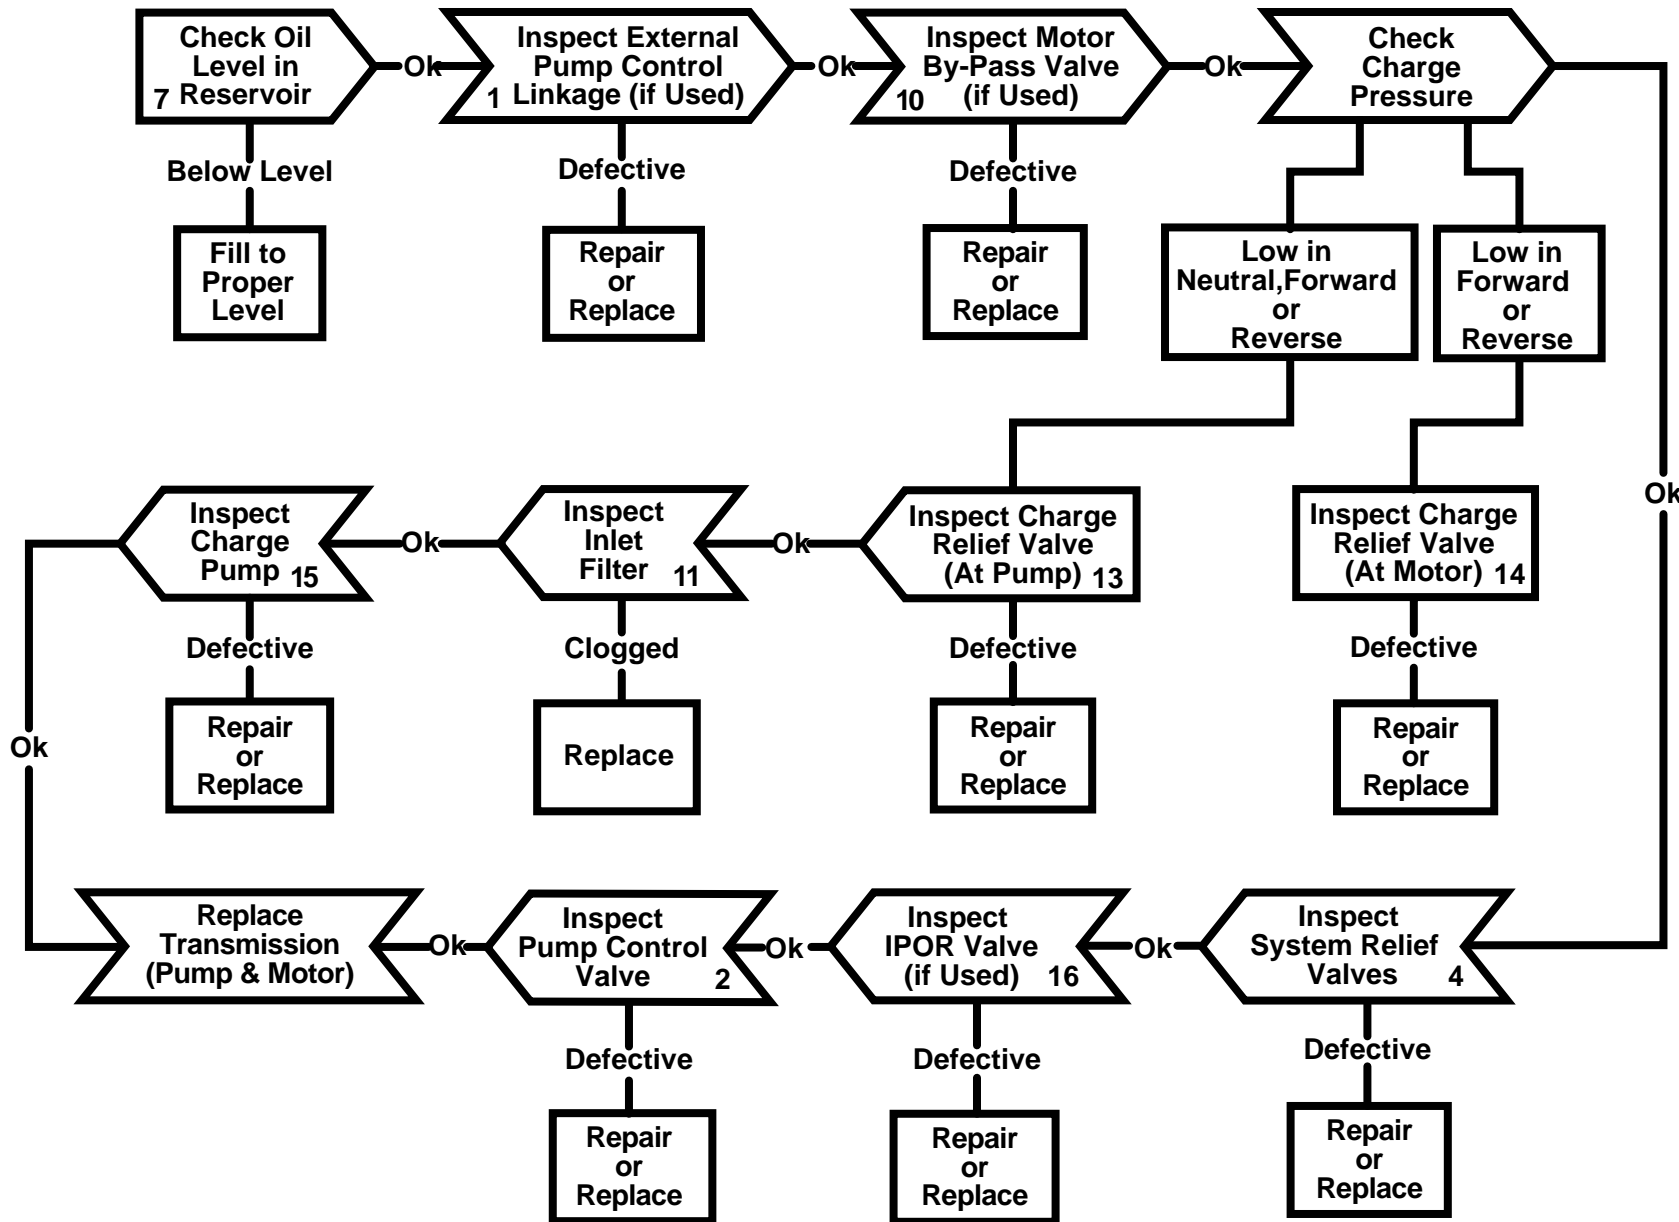 Check Oil
Level in
Reservoir
7
Ok
Inspect External
Pump Control
Linkage (if Used)
1
Ok
Inspect Motor
By-Pass Valve
(if Used)
10
Ok
Check
Charge
Pressure
Below Level
Defective
Defective
Fill to
Proper
Level
Repair
or
Replace
Repair
or
Replace
Low in
Neutral,Forward
or
Reverse
Low in
Forward
or
Reverse
Ok
Inspect
Charge
Pump
15
Ok
Inspect
Inlet
Filter
11
Ok
Inspect Charge
Relief Valve
(At Pump)
13
Inspect Charge
Relief Valve
(At Motor)
14
Defective
Clogged
Defective
Defective
Ok
Repair
or
Replace
Replace
Repair
or
Replace
Repair
or
Replace
Replace
Transmission
(Pump & Motor)
Ok
Inspect
Pump Control
Valve
2
Ok
Inspect
IPOR Valve
(if Used)
16
Ok
Inspect
System Relief
Valves
4
Defective
Defective
Defective
Repair
or
Replace
Repair
or
Replace
Repair
or
Replace